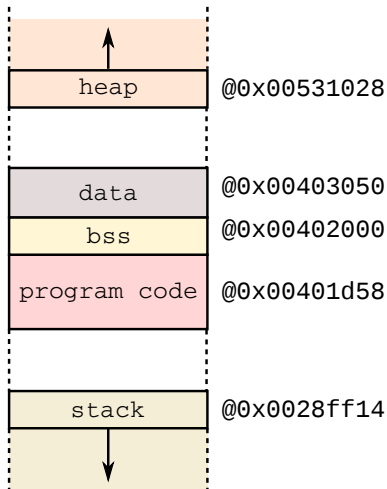 heap @0x00531028
data @0x00403050
bss @0x00402000
program code @0x00401d58
stack @0x0028ff14